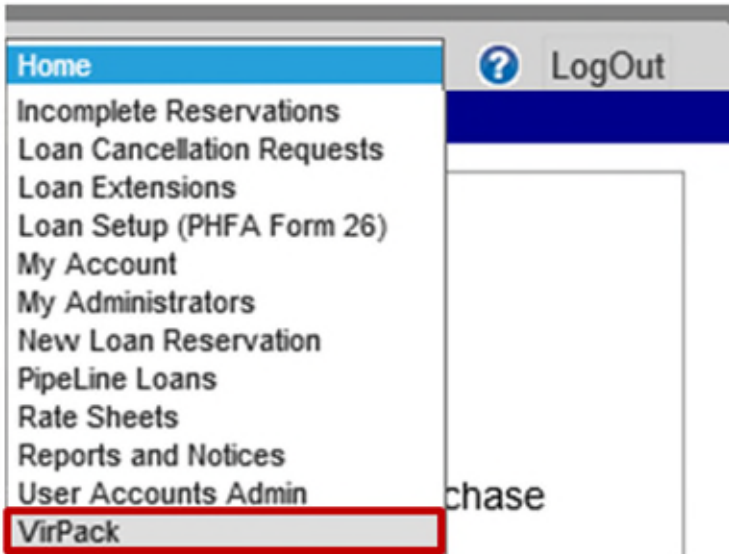 Home
? LogOut
Incomplete Reservations
Loan Cancellation Requests
Loan Extensions
Loan Setup (PHFA Form 26)
My Account
My Administrators
New Loan Reservation
PipeLine Loans
Rate Sheets
Reports and Notices
User Accounts Admin
chase
VirPack